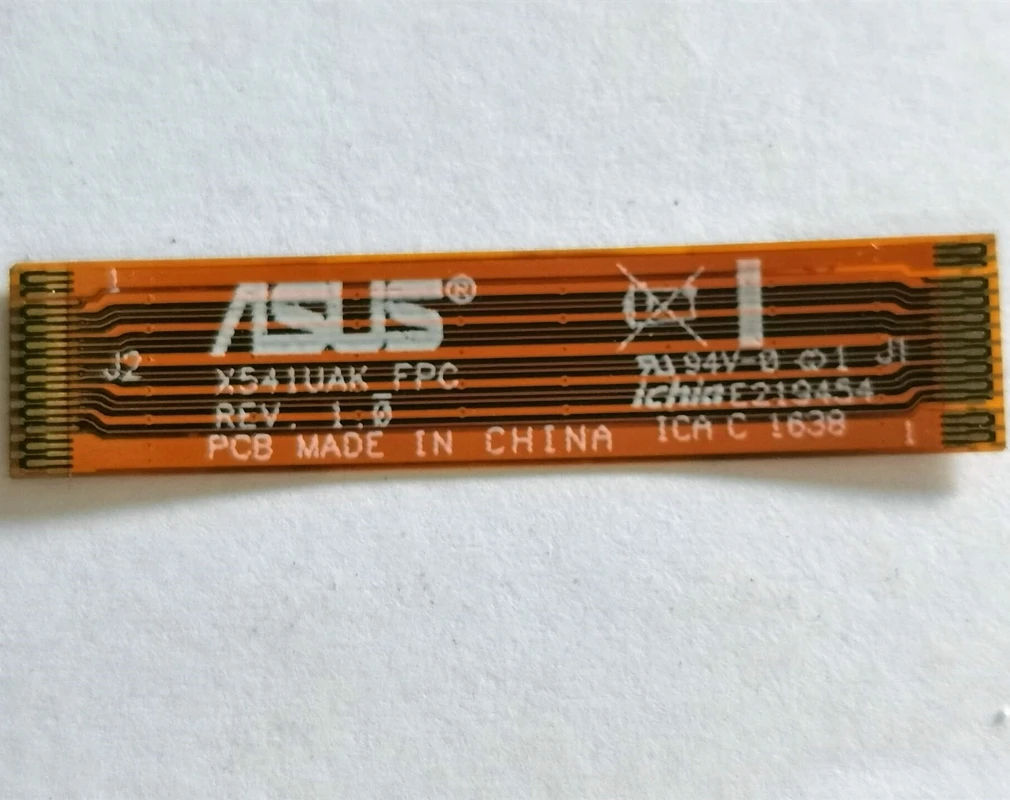 1
ASUS®
J2
X541UAK FPC
REV. 1.0
PCB MADE IN CHINA
94V-0 1
ichia E219454
ICA C 1638
J1
1